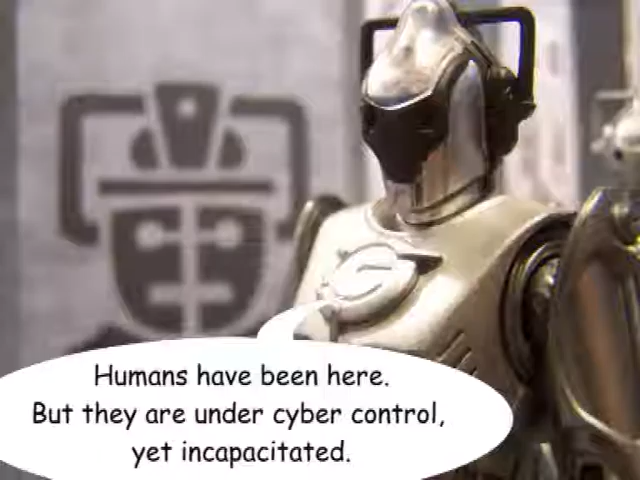 Humans have been here.
But they are under cyber control,
yet incapacitated.